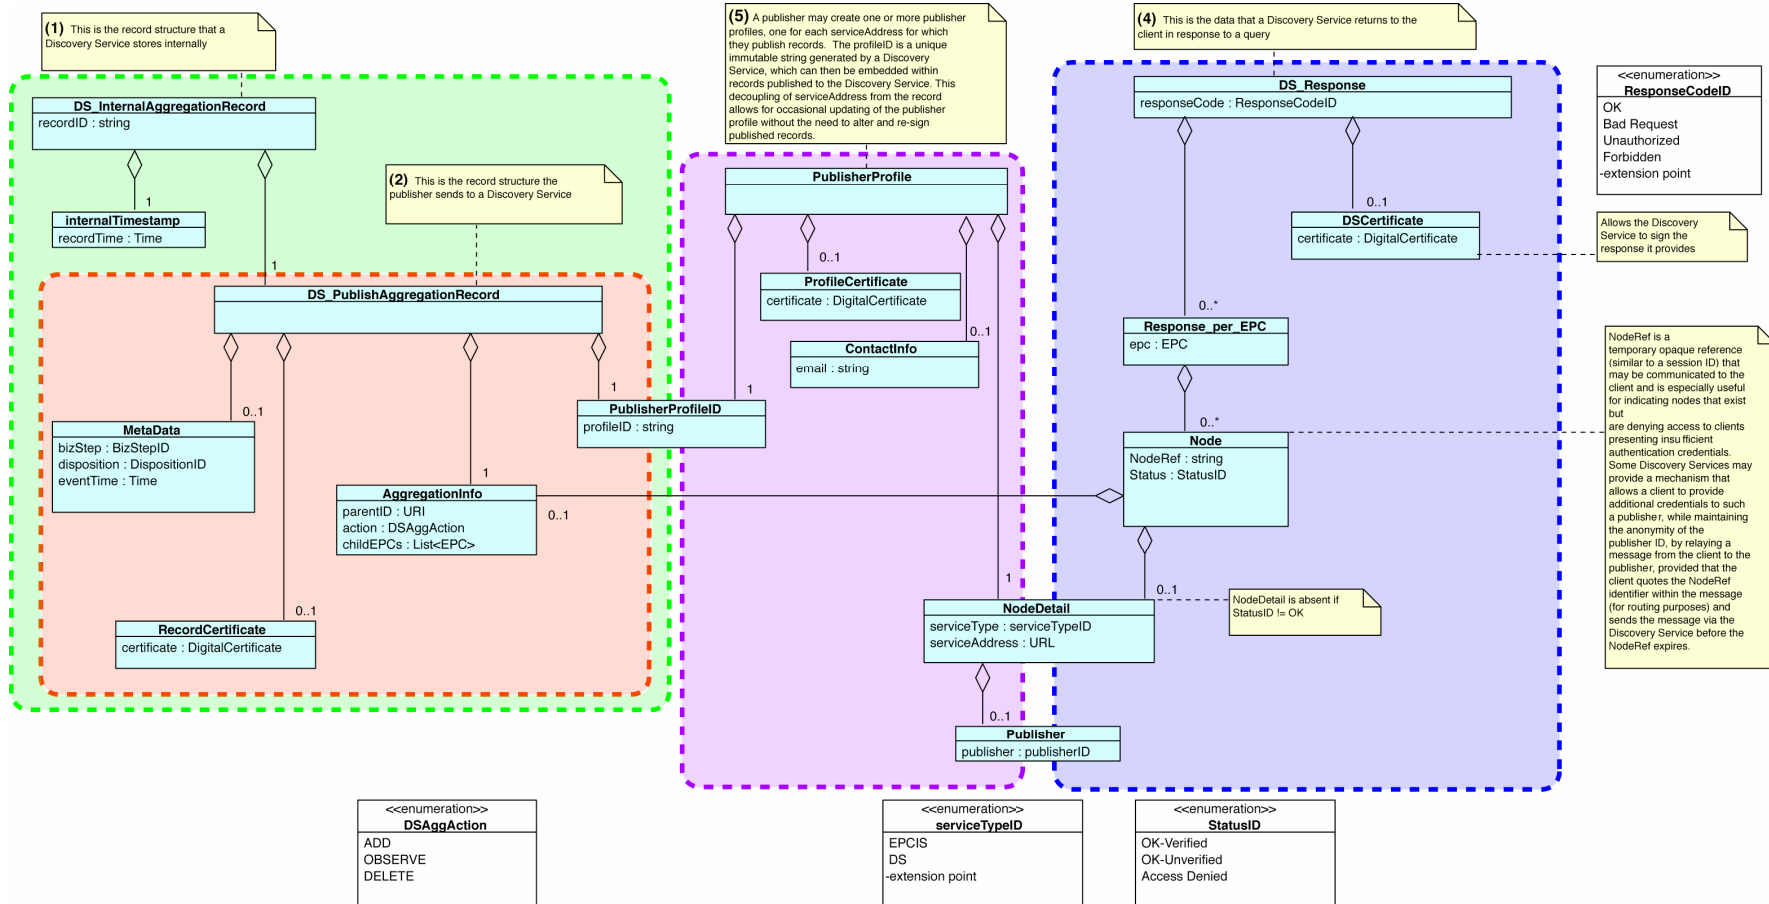 (1) This is the record structure that a
Discovery Service stores internally
DS_InternalAggregationRecord
recordID : string
1
internalTimestamp
recordTime : Time
1
(2) This is the record structure the
publisher sends to a Discovery Service
DS_PublishAggregationRecord
0..1
MetaData
bizStep : BizStepID
disposition : DispositionID
eventTime : Time
0..1
RecordCertificate
certificate : DigitalCertificate
1
AggregationInfo
parentID : URI
action : DSAggAction
childEPCs : List<EPC>
0..1
1
PublisherProfileID
profileID : string
1
(5) A publisher may create one or more publisher
profiles, one for each serviceAddress for which
they publish records. The profileID is a unique
immutable string generated by a Discovery
Service, which can then be embedded within
records published to the Discovery Service. This
decoupling of serviceAddress from the record
allows for occasional updating of the publisher
profile without the need to alter and re-sign
published records.
PublisherProfile
0..1
ProfileCertificate
certificate : DigitalCertificate
0..1
ContactInfo
email : string
1
NodeDetail
serviceType : serviceTypeID
serviceAddress : URL
0..1
Publisher
publisher : publisherID
(4) This is the data that a Discovery Service returns to the
client in response to a query
DS_Response
responseCode : ResponseCodeID
0..1
DSCertificate
certificate : DigitalCertificate
0..*
Response_per_EPC
epc : EPC
0..*
Node
NodeRef : string
Status : StatusID
0..1
NodeDetail is absent if
StatusID != OK
<<enumeration>>
ResponseCodeID
OK
Bad Request
Unauthorized
Forbidden
-extension point
Allows the Discovery
Service to sign the
response it provides
NodeRef is a
temporary opaque reference
(similar to a session ID) that
may be communicated to the
client and is especially useful
for indicating nodes that exist
but
are denying access to clients
presenting insufficient
authentication credentials.
Some Discovery Services may
provide a mechanism that
allows a client to provide
additional credentials to such
a publisher, while maintaining
the anonymity of the
publisher ID, by relaying a
message from the client to the
publisher, provided that the
client quotes the NodeRef
identifier within the message
(for routing purposes) and
sends the message via the
Discovery Service before the
NodeRef expires.
<<enumeration>>
DSAggAction
ADD
OBSERVE
DELETE
<<enumeration>>
serviceTypeID
EPCIS
DS
-extension point
<<enumeration>>
StatusID
OK-Verified
OK-Unverified
Access Denied